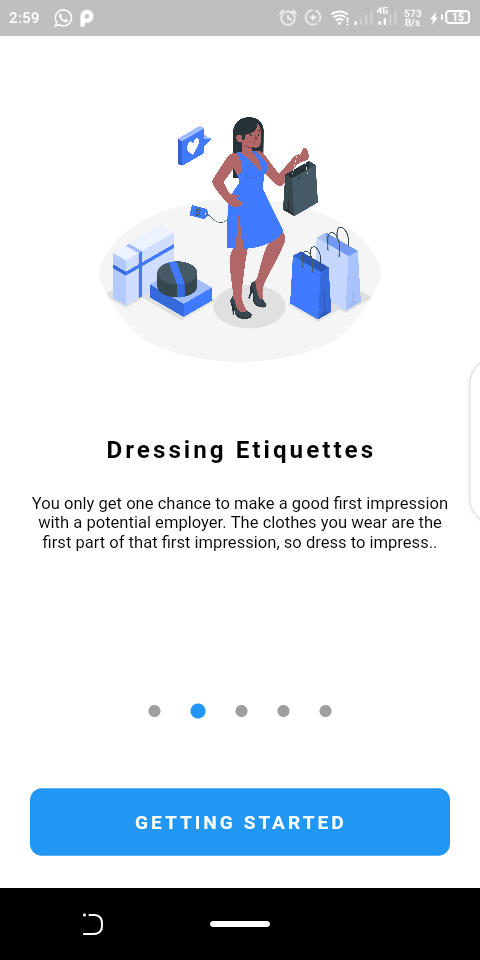 2:59 4G 573 B/s 15
$
Dressing Etiquettes
You only get one chance to make a good first impression
with a potential employer. The clothes you wear are the
first part of that first impression, so dress to impress..
GETTING STARTED